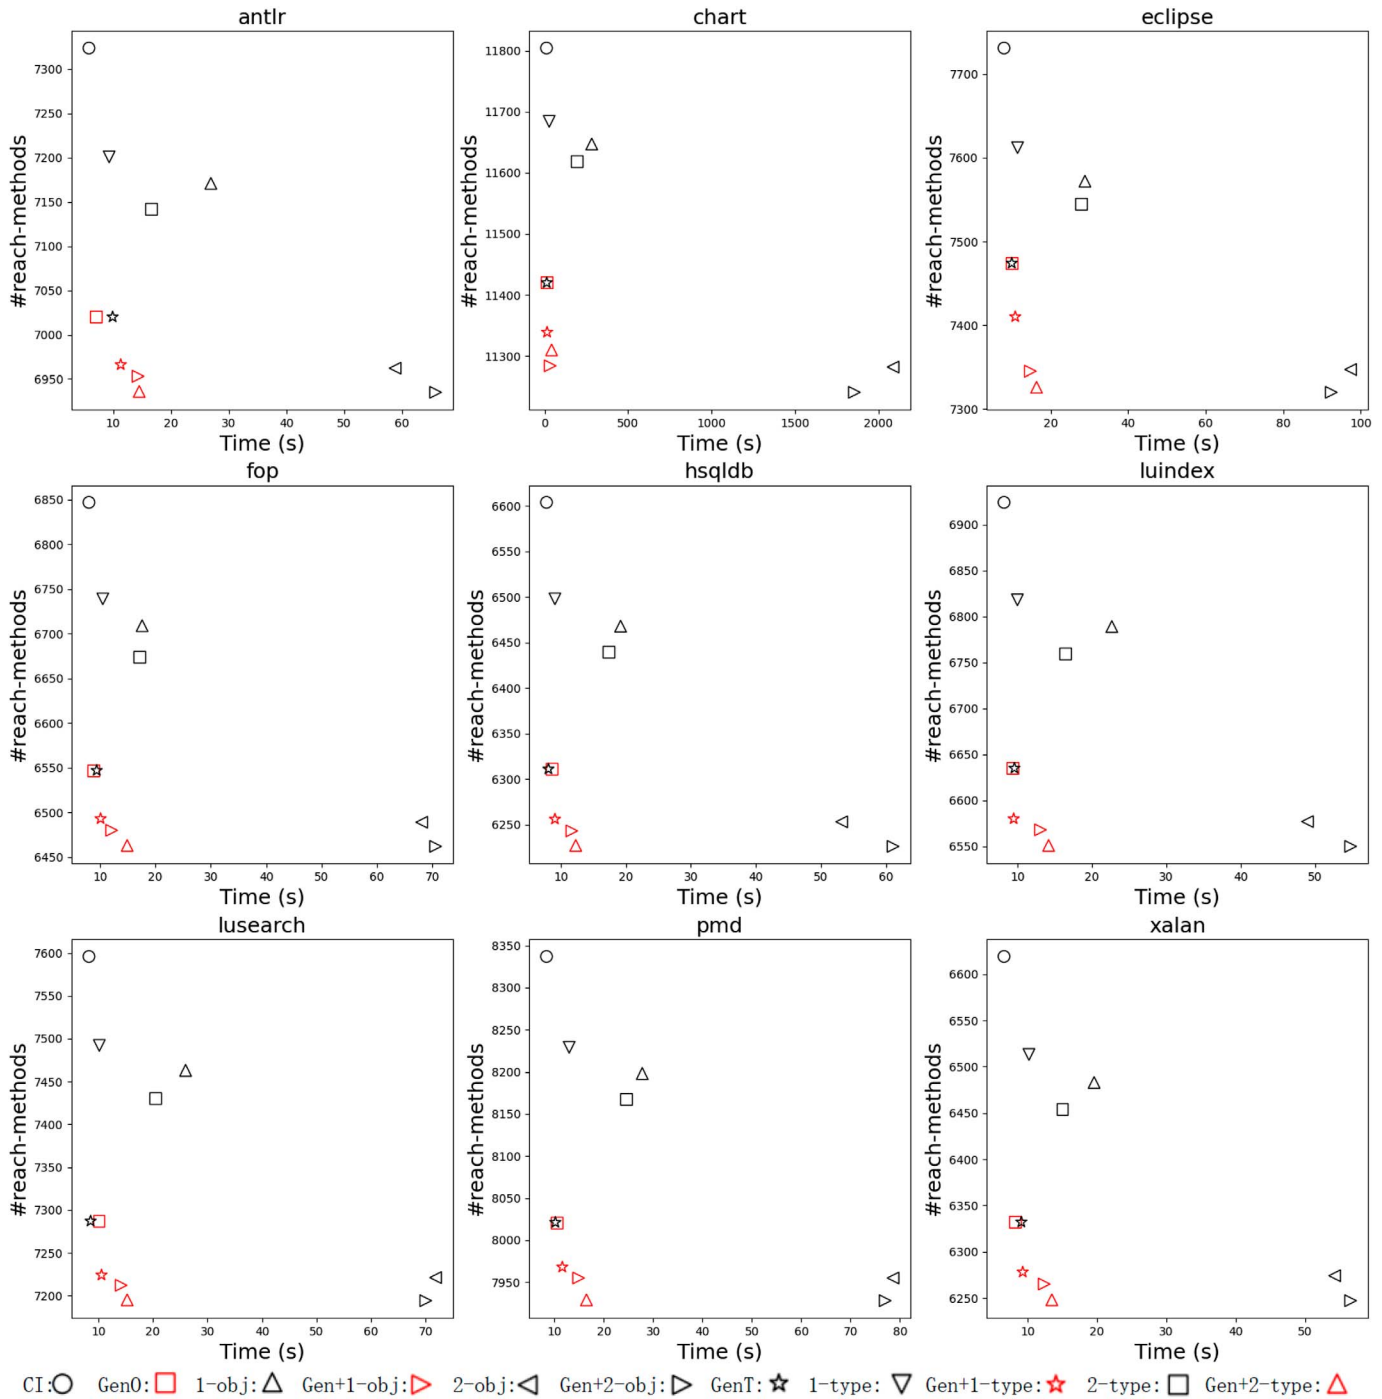 antlr
chart
eclipse
#reach-methods
7300
7250
7200
7150
7100
7050
7000
6950
10 20 30 40 50 60
Time (s)
#reach-methods
11800
11700
11600
11500
11400
11300
0 500 1000 1500 2000
Time (s)
#reach-methods
7700
7600
7500
7400
7300
20 40 60 80 100
Time (s)
fop
hsqldb
luindex
#reach-methods
6850
6800
6750
6700
6650
6600
6550
6500
6450
10 20 30 40 50 60 70
Time (s)
#reach-methods
6600
6550
6500
6450
6400
6350
6300
6250
10 20 30 40 50 60
Time (s)
#reach-methods
6900
6850
6800
6750
6700
6650
6600
6550
10 20 30 40 50
Time (s)
lusearch
pmd
xalan
#reach-methods
7600
7550
7500
7450
7400
7350
7300
7250
7200
10 20 30 40 50 60 70
Time (s)
#reach-methods
8350
8300
8250
8200
8150
8100
8050
8000
7950
10 20 30 40 50 60 70 80
Time (s)
#reach-methods
6600
6550
6500
6450
6400
6350
6300
6250
10 20 30 40 50
Time (s)
CI: GenO: 1-obj: Gen+1-obj: 2-obj: Gen+2-obj: GenT: 1-type: Gen+1-type: 2-type: Gen+2-type: